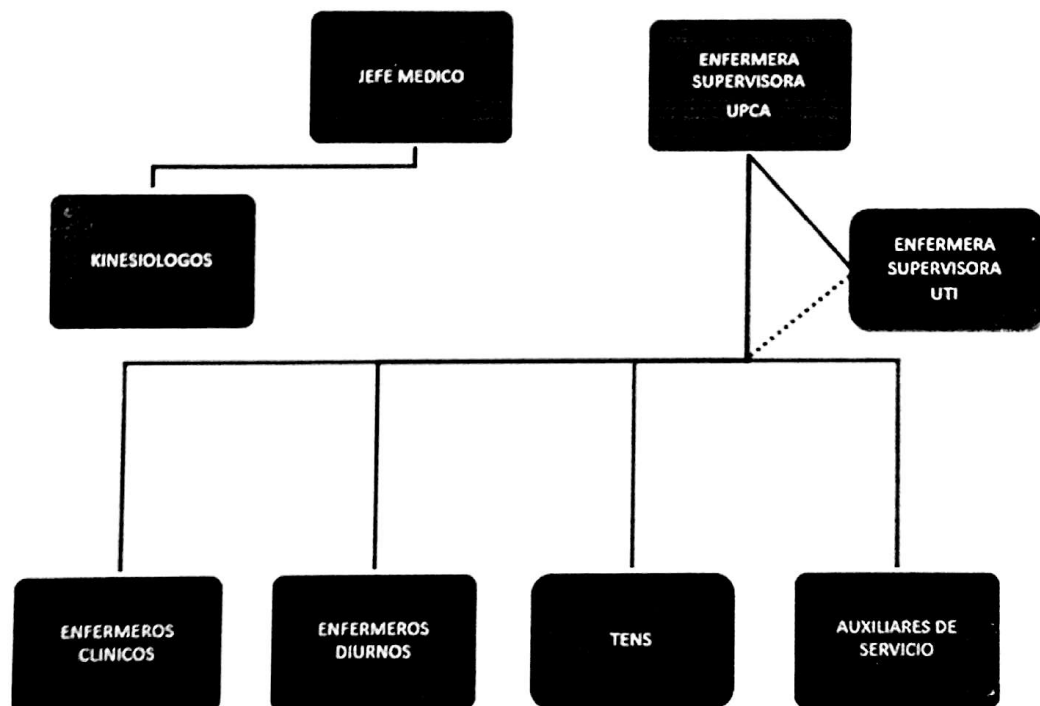 JEFE MEDICO
ENFERMERA
SUPERVISORA
UPCA
KINESIOLOGOS
ENFERMERA
SUPERVISORA
UTI
ENFERMEROS
CLINICOS
ENFERMEROS
DIURNOS
TENS
AUXILIARES DE
SERVICIO